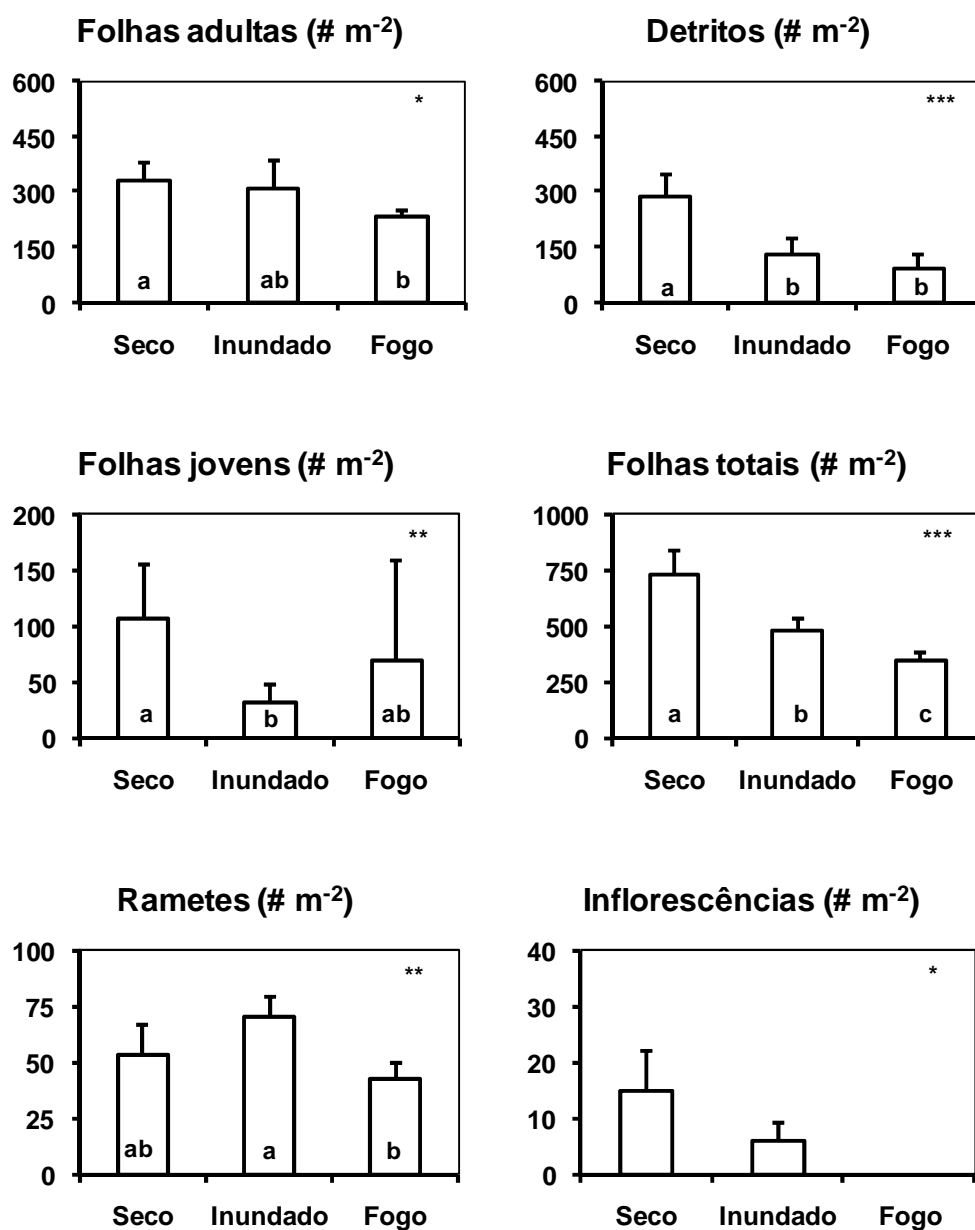 Folhas adultas (# m-2)
600
*
450
300
150
a
ab
b
0
Seco Inundado Fogo
Detritos (# m-2)
600
***
450
300
150
a
b
b
0
Seco Inundado Fogo
Folhas jovens (# m-2)
200
**
150
100
50
a
b
ab
0
Seco Inundado Fogo
Folhas totais (# m-2)
1000
***
750
500
250
a
b
c
0
Seco Inundado Fogo
Rametes (# m-2)
100
**
75
50
25
ab
a
b
0
Seco Inundado Fogo
Inflorescências (# m-2)
40
*
30
20
10
0
Seco Inundado Fogo